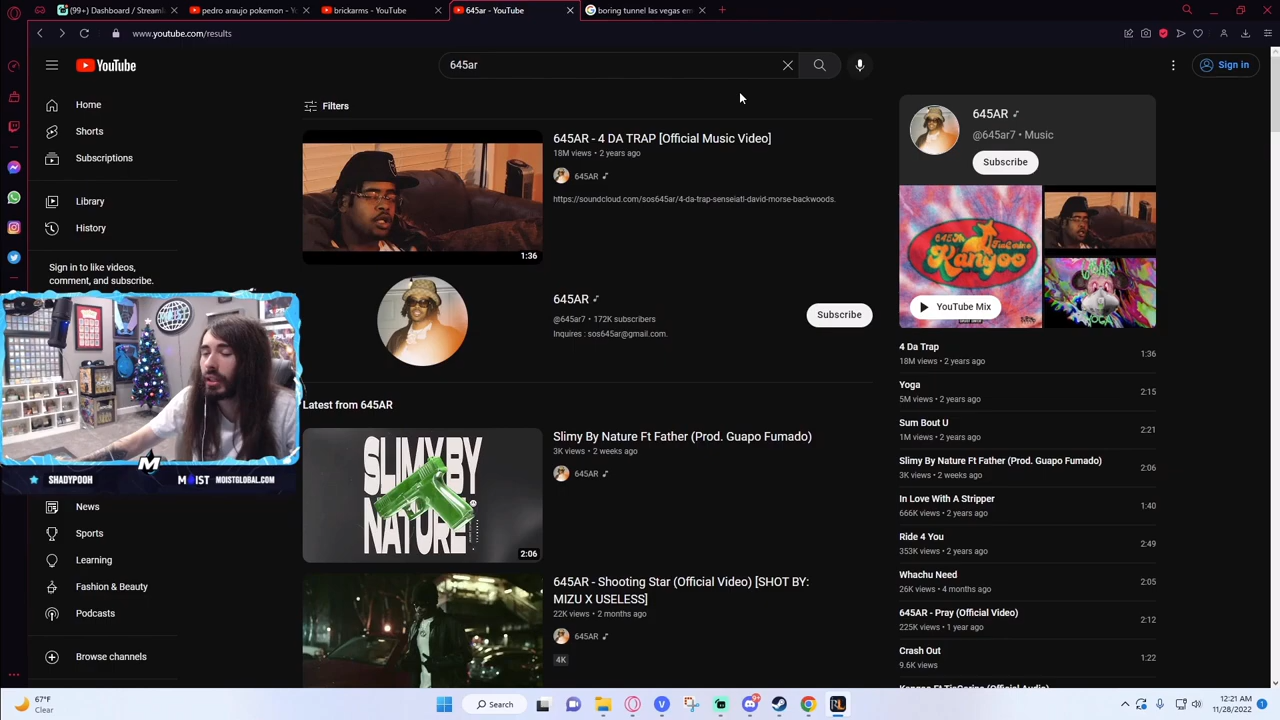 (99+) Dashboard / Streamla
pedro araujo pokemon - Yo
brickarms - YouTube
645ar - YouTube
boring tunnel las vegas em
www.youtube.com/results
YouTube
645ar
Sign in
Home
Shorts
Subscriptions
Library
History
Sign in to like videos,
comment, and subscribe.
SHADYPOOH
MOIST
MOISTGLOBAL.COM
News
Sports
Learning
Fashion & Beauty
Podcasts
Browse channels
Filters
1:36
645AR - 4 DA TRAP [Official Music Video]
18M views • 2 years ago
645AR
https://soundcloud.com/sos645ar/4-da-trap-senseiatl-david-morse-backwoods.
645AR
@645ar7 • 172K subscribers
Inquires : sos645ar@gmail.com.
Subscribe
Latest from 645AR
SLIMY BY
NATURE
2:06
Slimy By Nature Ft Father (Prod. Guapo Fumado)
3K views • 2 weeks ago
645AR
645AR - Shooting Star (Official Video) [SHOT BY:
MIZU X USELESS]
22K views • 2 months ago
645AR
4K
645AR
@645ar7 • Music
Subscribe
645AR
Kangoo
YouTube Mix
YOGA
4 Da Trap
18M views • 2 years ago
1:36
Yoga
5M views • 2 years ago
2:15
Sum Bout U
1M views • 2 years ago
2:21
Slimy By Nature Ft Father (Prod. Guapo Fumado)
3K views • 2 weeks ago
2:06
In Love With A Stripper
666K views • 2 years ago
1:40
Ride 4 You
353K views • 2 years ago
2:49
Whachu Need
26K views • 4 months ago
2:05
645AR - Pray (Official Video)
225K views • 1 year ago
2:12
Crash Out
9.6K views
1:22
Kangoo Ft TisCorine (Official Audio)
67°F
Clear
Search
12:21 AM
11/28/2022